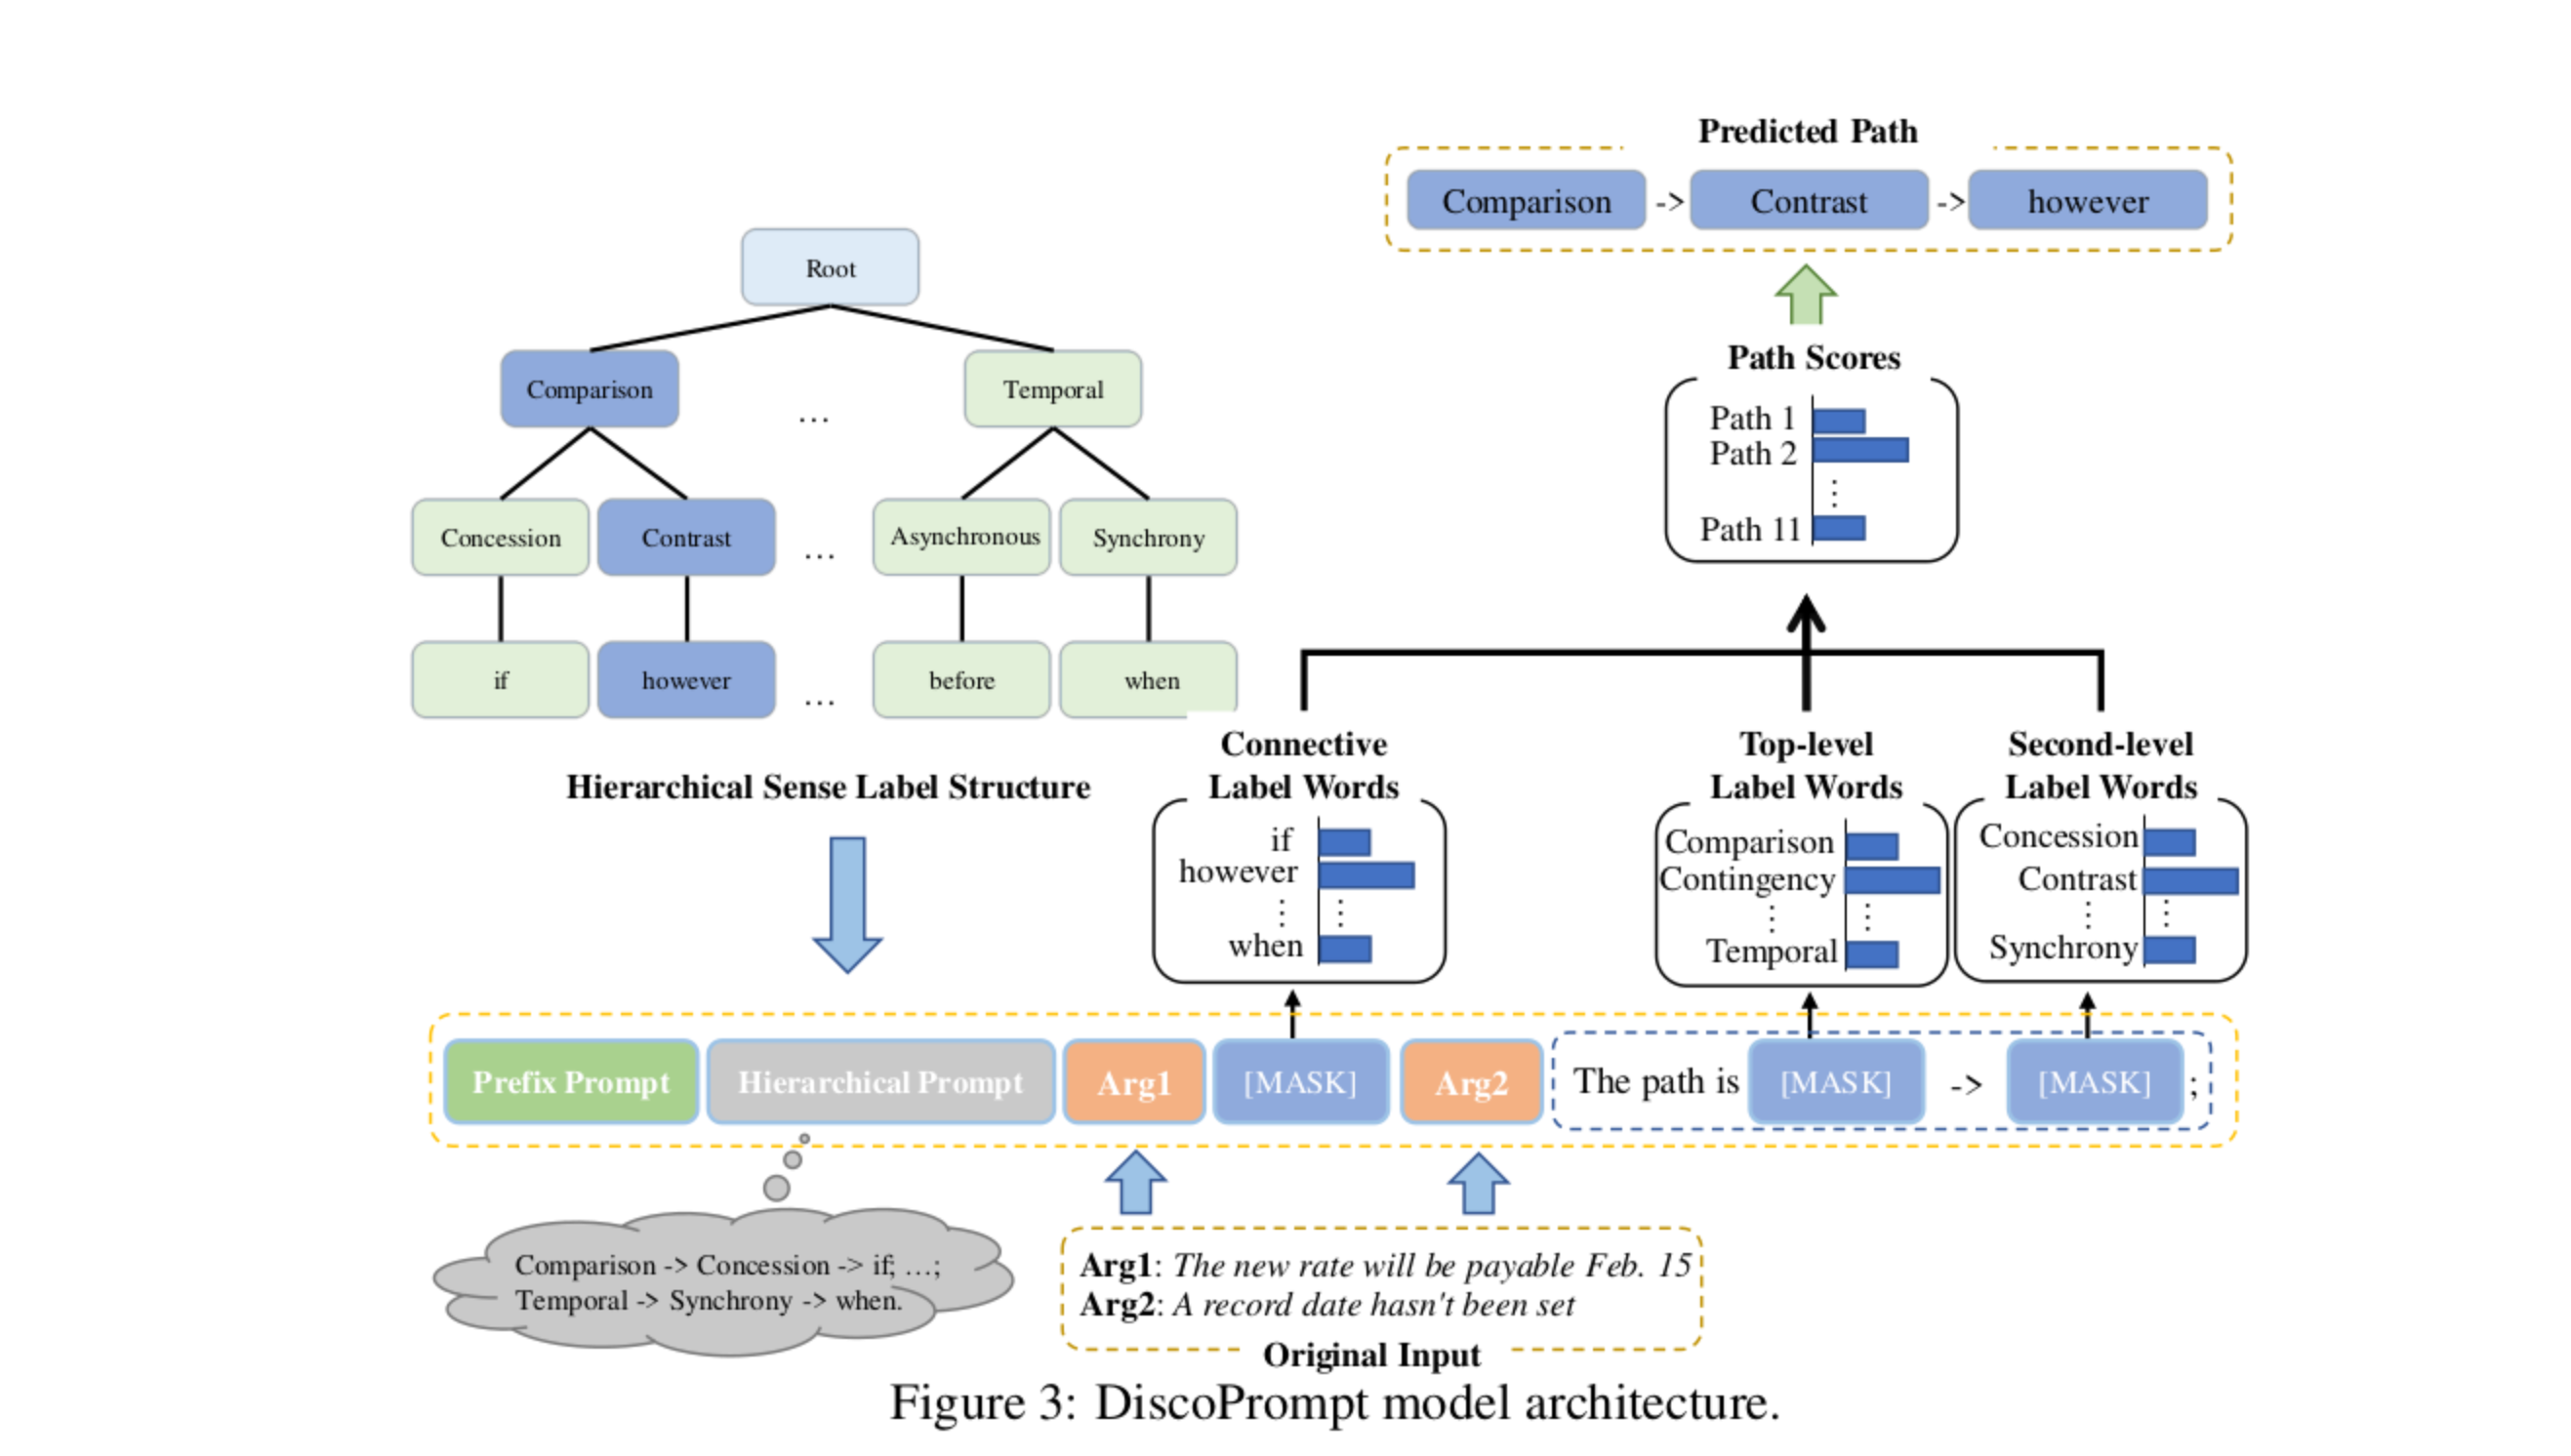 Predicted Path
Comparison -> Contrast -> however
Root
Comparison
...
Temporal
Concession
Contrast
...
Asynchronous
Synchrony
if
however
...
before
when
Hierarchical Sense Label Structure
Path Scores
Path 1
Path 2
⋮
Path 11
Connective
Label Words
if
however
⋮ ⋮
when
Top-level
Label Words
Comparison
Contingency
⋮ ⋮
Temporal
Second-level
Label Words
Concession
Contrast
⋮ ⋮
Synchrony
Prefix Prompt Hierarchical Prompt Arg1 [MASK] Arg2 The path is [MASK] -> [MASK] ;
Comparison -> Concession -> if; ...;
Temporal -> Synchrony -> when.
Arg1: The new rate will be payable Feb. 15
Arg2: A record date hasn't been set
Original Input
Figure 3: DiscoPrompt model architecture.